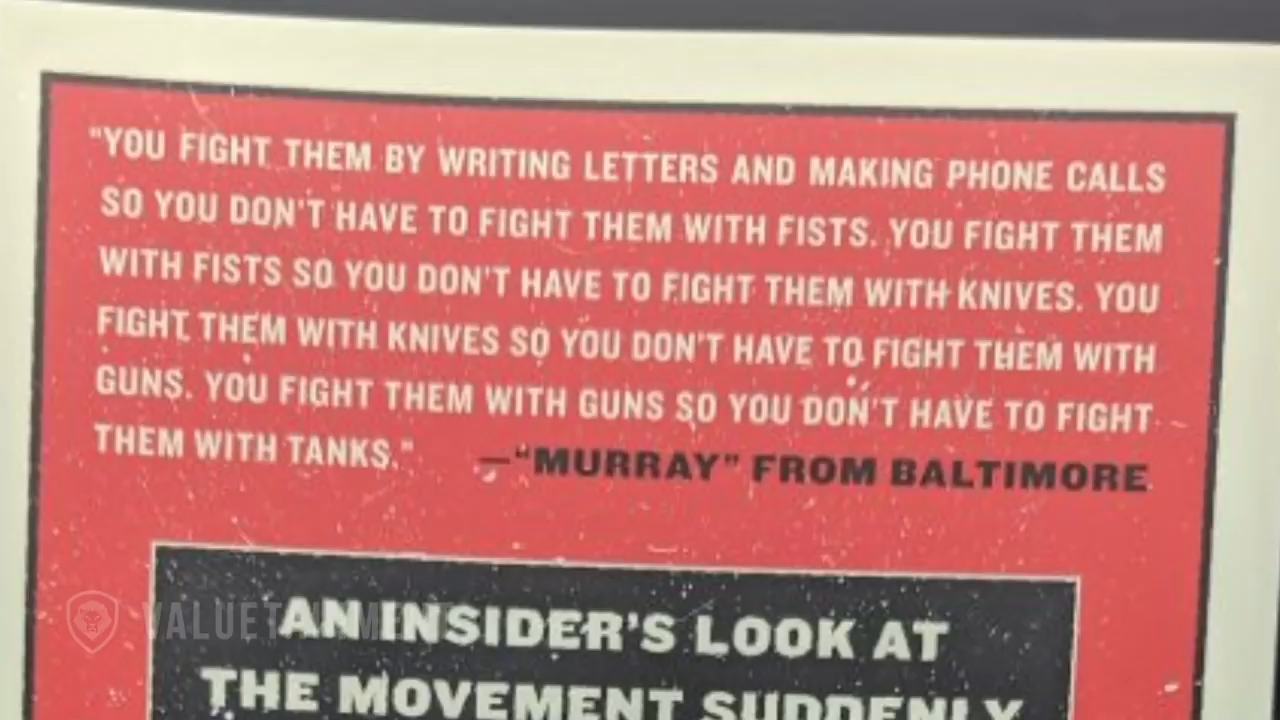 "YOU FIGHT THEM BY WRITING LETTERS AND MAKING PHONE CALLS
SO YOU DON'T HAVE TO FIGHT THEM WITH FISTS. YOU FIGHT THEM
WITH FISTS SO YOU DON'T HAVE TO FIGHT THEM WITH KNIVES. YOU
FIGHT THEM WITH KNIVES SO YOU DON'T HAVE TO FIGHT THEM WITH
GUNS. YOU FIGHT THEM WITH GUNS SO YOU DON'T HAVE TO FIGHT
THEM WITH TANKS." —"MURRAY" FROM BALTIMORE
AN INSIDER'S LOOK AT
THE MOVEMENT SUDDENLY